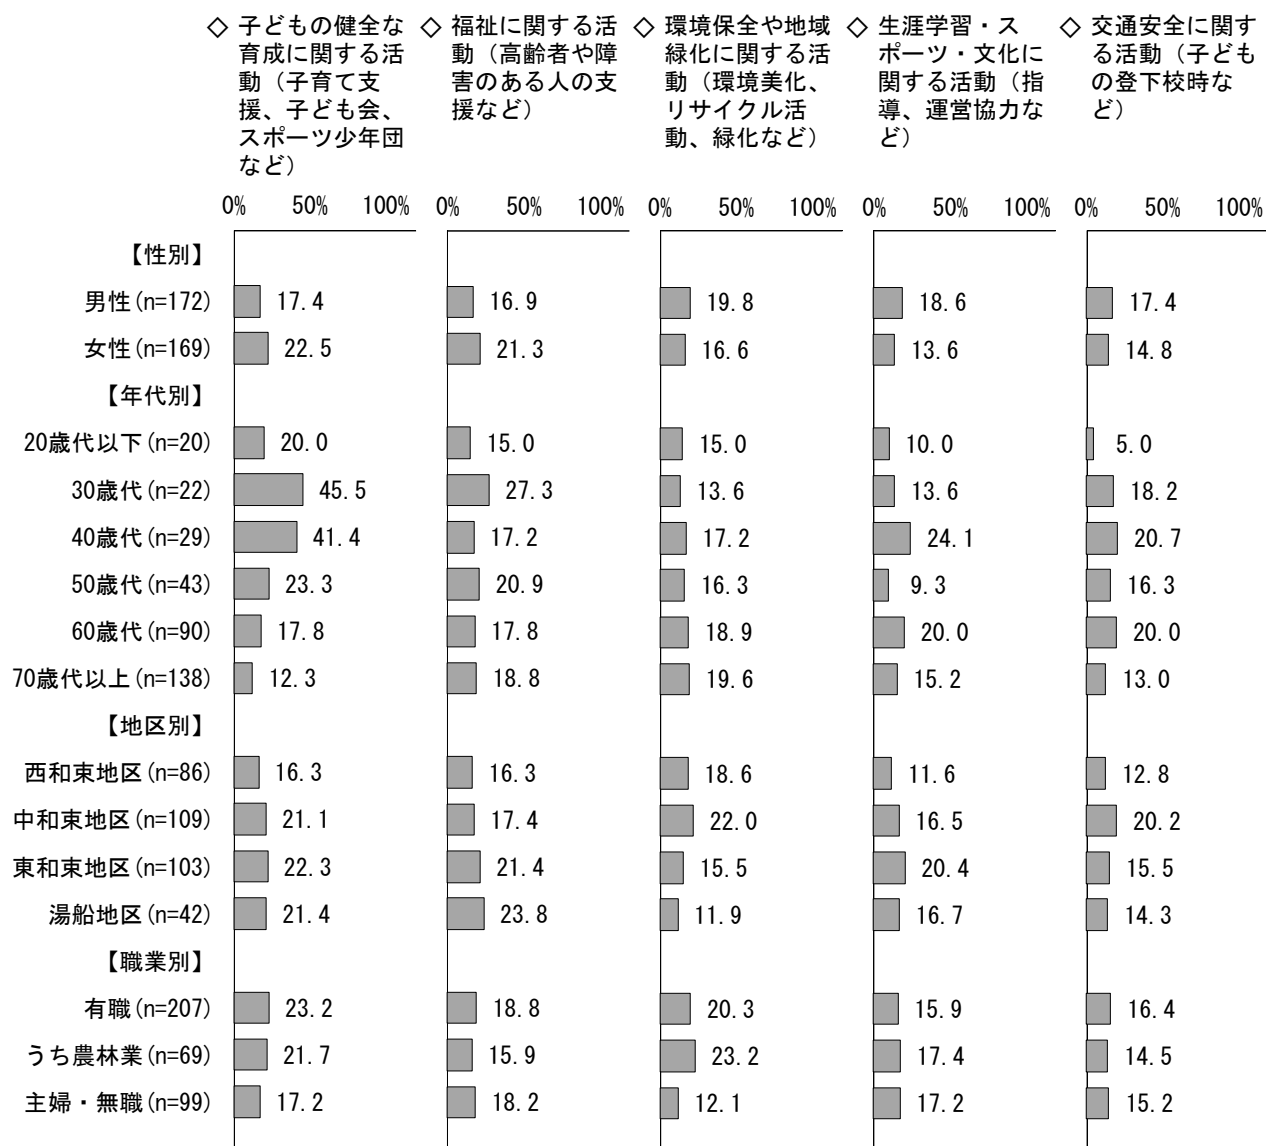 ◇ 子どもの健全な
育成に関する活
動（子育て支
援、子ども会、
スポーツ少年団
など）
◇ 福祉に関する活
動（高齢者や障
害のある人の支
援など）
◇ 環境保全や地域
緑化に関する活
動（環境美化、
リサイクル活
動、緑化など）
◇ 生涯学習・ス
ポーツ・文化に
関する活動（指
導、運営協力な
ど）
◇ 交通安全に関す
る活動（子ども
の登下校時な
ど）
0% 50% 100% 0% 50% 100% 0% 50% 100% 0% 50% 100% 0% 50% 100%
【性別】
男性(n=172) 17.4 16.9 19.8 18.6 17.4
女性(n=169) 22.5 21.3 16.6 13.6 14.8
【年代別】
20歳代以下(n=20) 20.0 15.0 15.0 10.0 5.0
30歳代(n=22) 45.5 27.3 13.6 13.6 18.2
40歳代(n=29) 41.4 17.2 17.2 24.1 20.7
50歳代(n=43) 23.3 20.9 16.3 9.3 16.3
60歳代(n=90) 17.8 17.8 18.9 20.0 20.0
70歳代以上(n=138) 12.3 18.8 19.6 15.2 13.0
【地区別】
西和束地区(n=86) 16.3 16.3 18.6 11.6 12.8
中和束地区(n=109) 21.1 17.4 22.0 16.5 20.2
東和束地区(n=103) 22.3 21.4 15.5 20.4 15.5
湯船地区(n=42) 21.4 23.8 11.9 16.7 14.3
【職業別】
有職(n=207) 23.2 18.8 20.3 15.9 16.4
うち農林業(n=69) 21.7 15.9 23.2 17.4 14.5
主婦・無職(n=99) 17.2 18.2 12.1 17.2 15.2